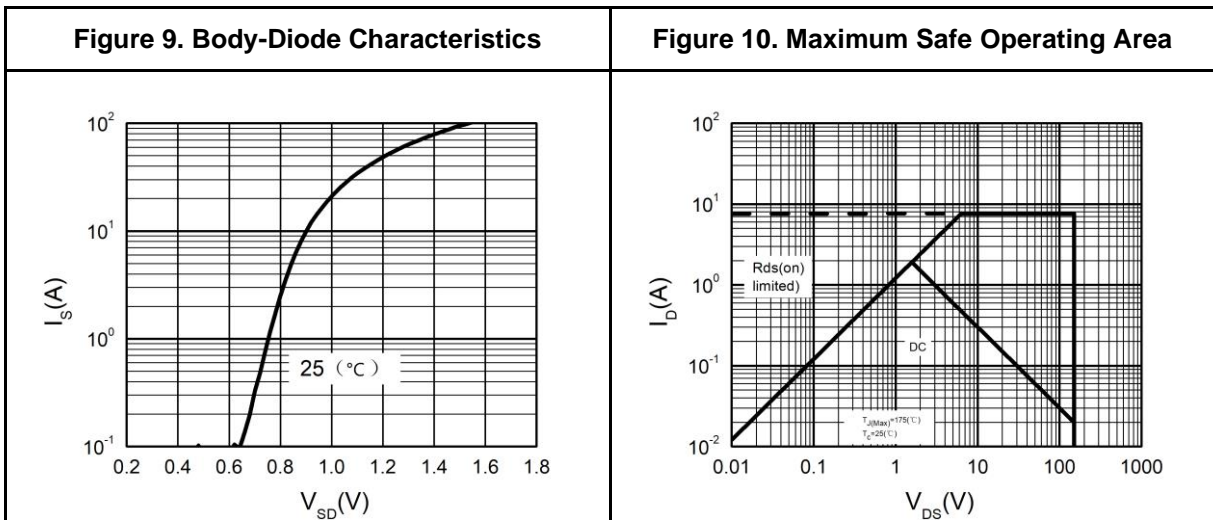 Figure 9. Body-Diode Characteristics
Figure 10. Maximum Safe Operating Area
10²
10¹
10⁰
10⁻¹
I_S(A)
25（℃）
0.2 0.4 0.6 0.8 1.0 1.2 1.4 1.6 1.8
V_SD(V)
10²
10¹
10⁰
10⁻¹
10⁻²
I_D(A)
Rds(on)
limited)
DC
T_J(Max)=175(℃)
T_C=25(℃)
0.01 0.1 1 10 100 1000
V_DS(V)